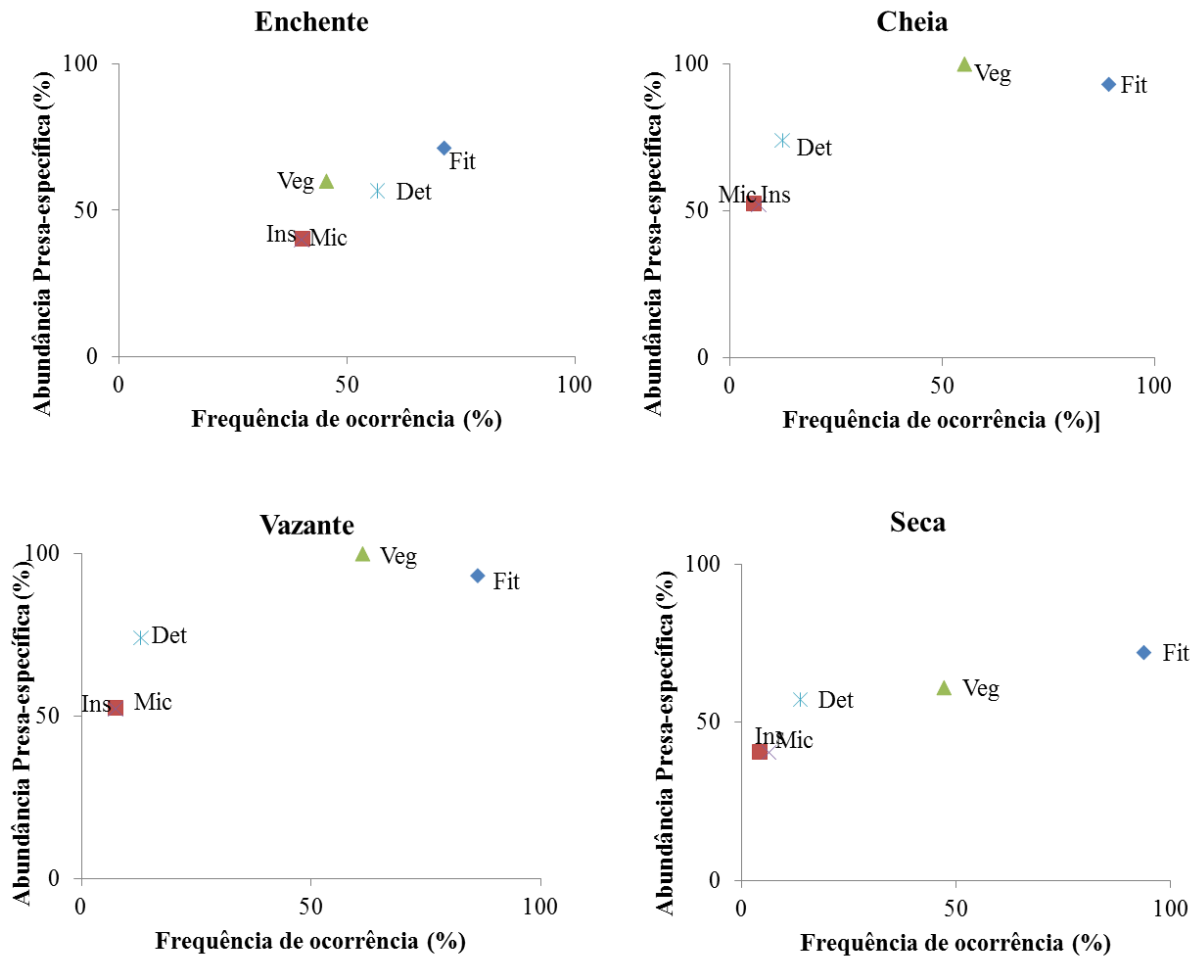 Enchente
Abundância Presa-específica (%)
100
50
0
Veg
Fit
Det
Ins
Mic
0
50
100
Frequência de ocorrência (%)
Cheia
Abundância Presa-específica (%)
100
50
0
Veg
Fit
Det
Mic
Ins
0
50
100
Frequência de ocorrência (%)]
Vazante
Abundância Presa-específica (%)
100
50
0
Veg
Fit
Det
Ins
Mic
0
50
100
Frequência de ocorrência (%)
Seca
Abundância Presa-específica (%)
100
50
0
Fit
Det
Veg
Ins
Mic
0
50
100
Frequência de ocorrência (%)